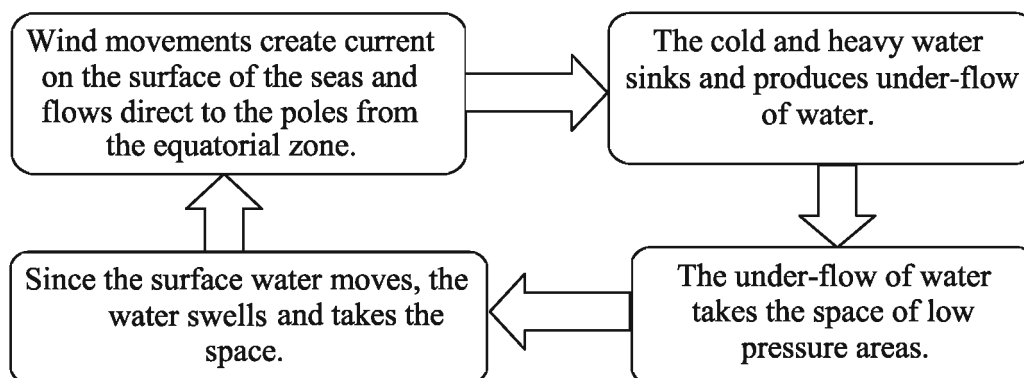 Wind movements create current
on the surface of the seas and
flows direct to the poles from
the equatorial zone.
The cold and heavy water
sinks and produces under-flow
of water.
The under-flow of water
takes the space of low
pressure areas.
Since the surface water moves, the
water swells and takes the
space.